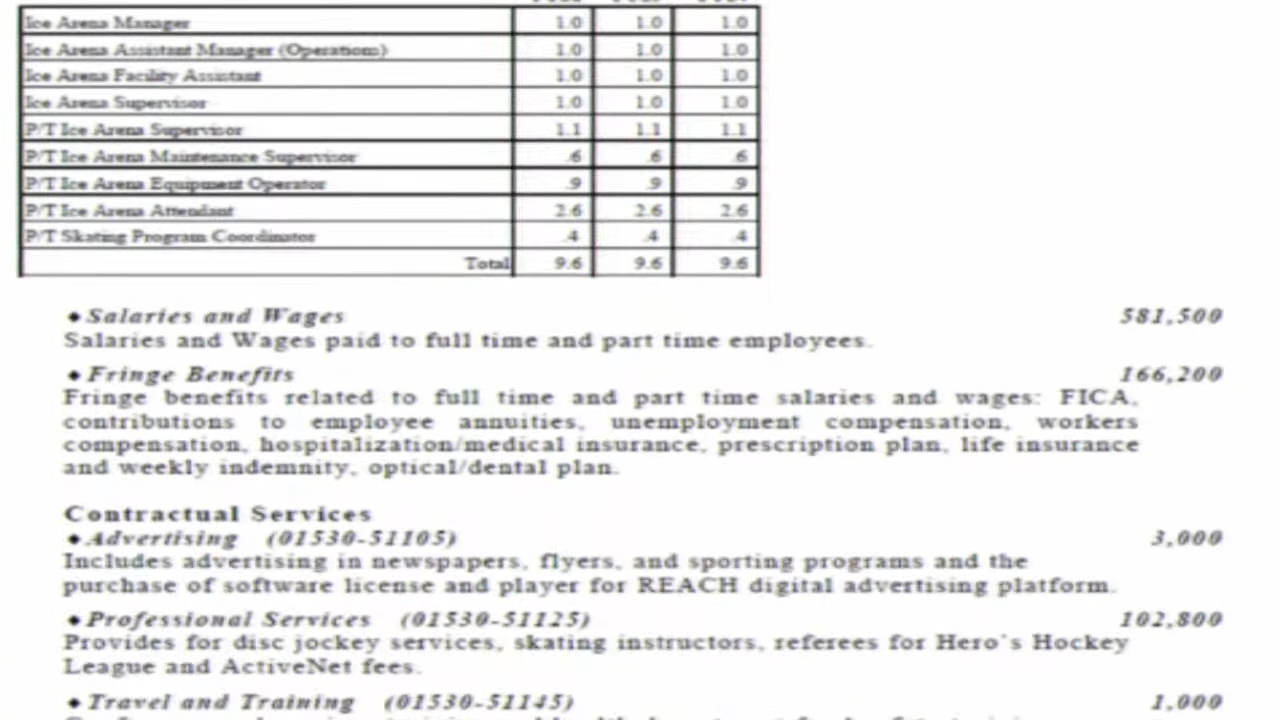 Ice Arena Manager 1.0 1.0 1.0
Ice Arena Assistant Manager (Operations) 1.0 1.0 1.0
Ice Arena Facility Assistant 1.0 1.0 1.0
Ice Arena Supervisor 1.0 1.0 1.0
P/T Ice Arena Supervisor 1.1 1.1 1.1
P/T Ice Arena Maintenance Supervisor .6 .6 .6
P/T Ice Arena Equipment Operator .9 .9 .9
P/T Ice Arena Attendant 2.6 2.6 2.6
P/T Skating Program Coordinator .4 .4 .4
Total 9.6 9.6 9.6
◆Salaries and Wages 581,500
Salaries and Wages paid to full time and part time employees.
◆Fringe Benefits 166,200
Fringe benefits related to full time and part time salaries and wages: FICA,
contributions to employee annuities, unemployment compensation, workers
compensation, hospitalization/medical insurance, prescription plan, life insurance
and weekly indemnity, optical/dental plan.
Contractual Services
◆Advertising (01530-51105) 3,000
Includes advertising in newspapers, flyers, and sporting programs and the
purchase of software license and player for REACH digital advertising platform.
◆Professional Services (01530-51125) 102,800
Provides for disc jockey services, skating instructors, referees for Hero's Hockey
League and ActiveNet fees.
◆Travel and Training (01530-51145) 1,000